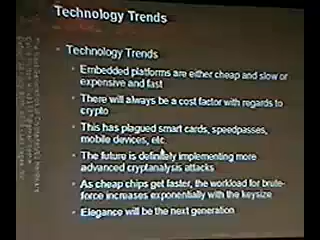 Technology Trends
Technology Trends
Embedded platforms are either cheap and slow or
expensive and fast
There will always be a cost factor with regards to
crypto
This has plagued smart cards, speedpasses,
mobile devices, etc
The future is definitely implementing more
advanced cryptanalysis attacks
As cheap chips get faster, the workload for brute-
force increases exponentially with the keysize
Elegance will be the next generation